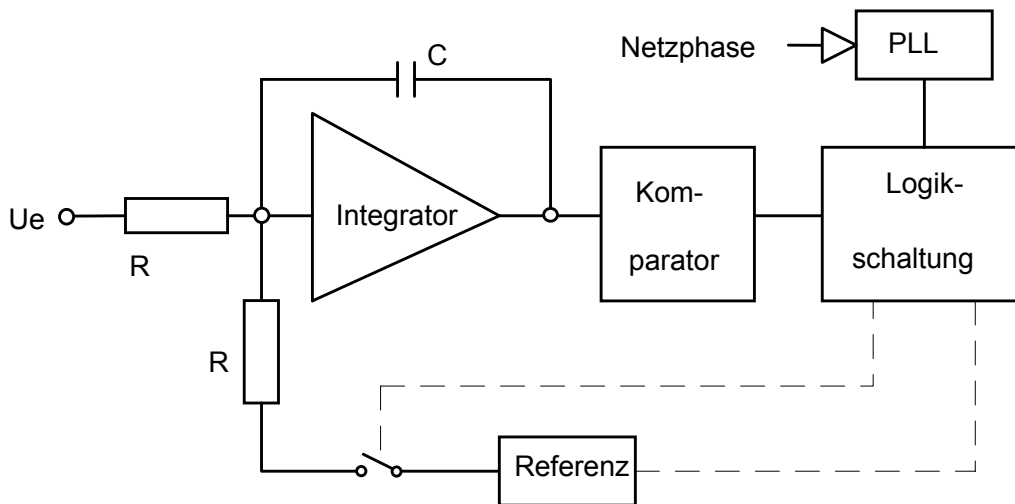 Netzphase
PLL
C
Ue
R
Integrator
Kom-
parator
Logik-
schaltung
R
Referenz